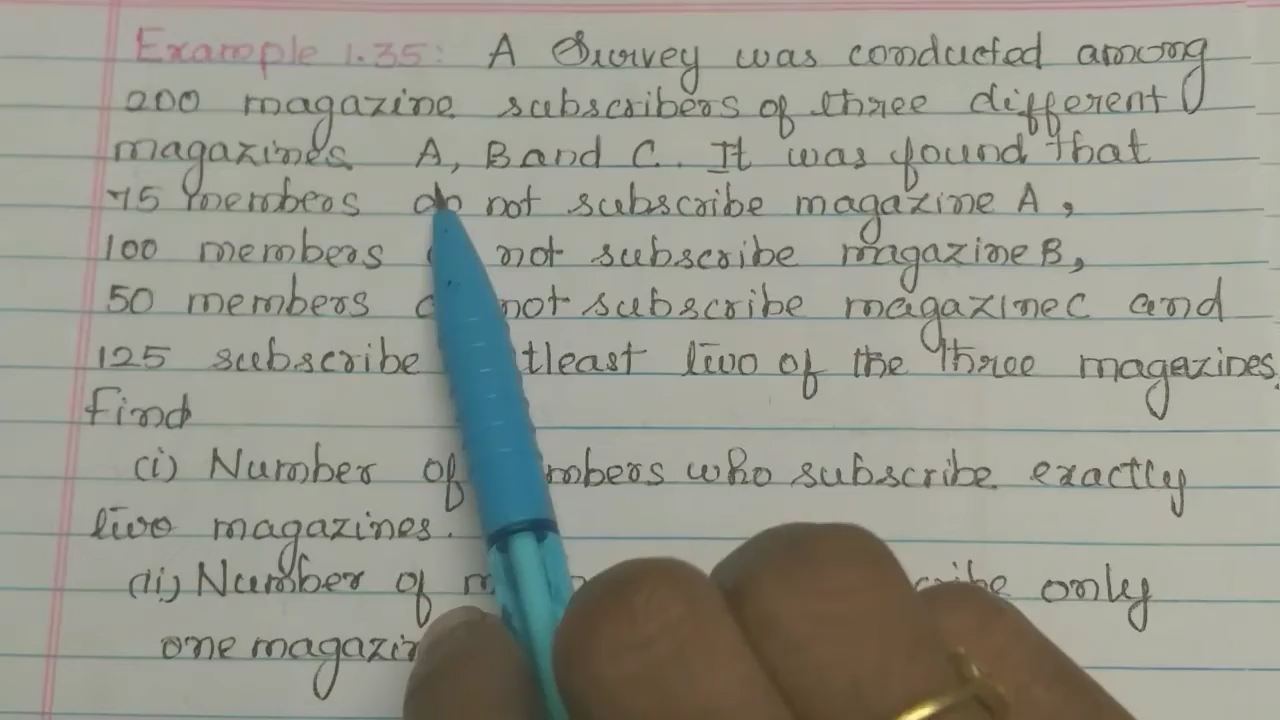 Example 1.35: A Survey was conducted among
200 magazine subscribers of three different
magazines A, B and C. It was found that
75 members do not subscribe magazine A,
100 members not subscribe magazine B,
50 members not subscribe magazine C and
125 subscribe atleast two of the three magazines.
Find
(i) Number of members who subscribe exactly
two magazines.
(ii) Number of only
one